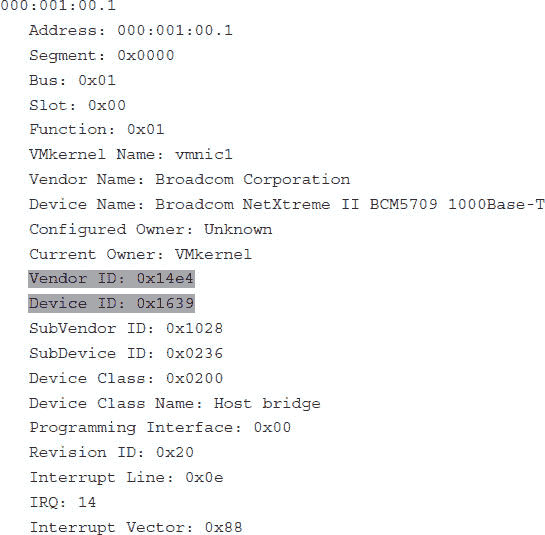 000:001:00.1
Address: 000:001:00.1
Segment: 0x0000
Bus: 0x01
Slot: 0x00
Function: 0x01
VMkernel Name: vmnic1
Vendor Name: Broadcom Corporation
Device Name: Broadcom NetXtreme II BCM5709 1000Base-T
Configured Owner: Unknown
Current Owner: VMkernel
Vendor ID: 0x14e4
Device ID: 0x1639
SubVendor ID: 0x1028
SubDevice ID: 0x0236
Device Class: 0x0200
Device Class Name: Host bridge
Programming Interface: 0x00
Revision ID: 0x20
Interrupt Line: 0x0e
IRQ: 14
Interrupt Vector: 0x88